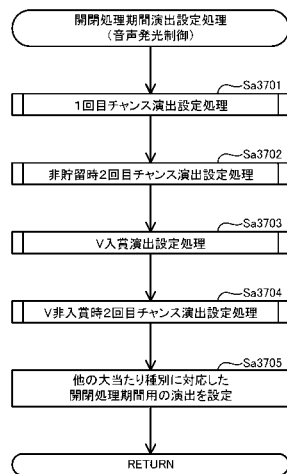 開閉処理期間演出設定処理
(音声発光制御)
Sa3701
1回目チャンス演出設定処理
Sa3702
非貯留時2回目チャンス演出設定処理
Sa3703
V入賞演出設定処理
Sa3704
V非入賞時2回目チャンス演出設定処理
Sa3705
他の大当たり種別に対応した
開閉処理期間用の演出を設定
RETURN